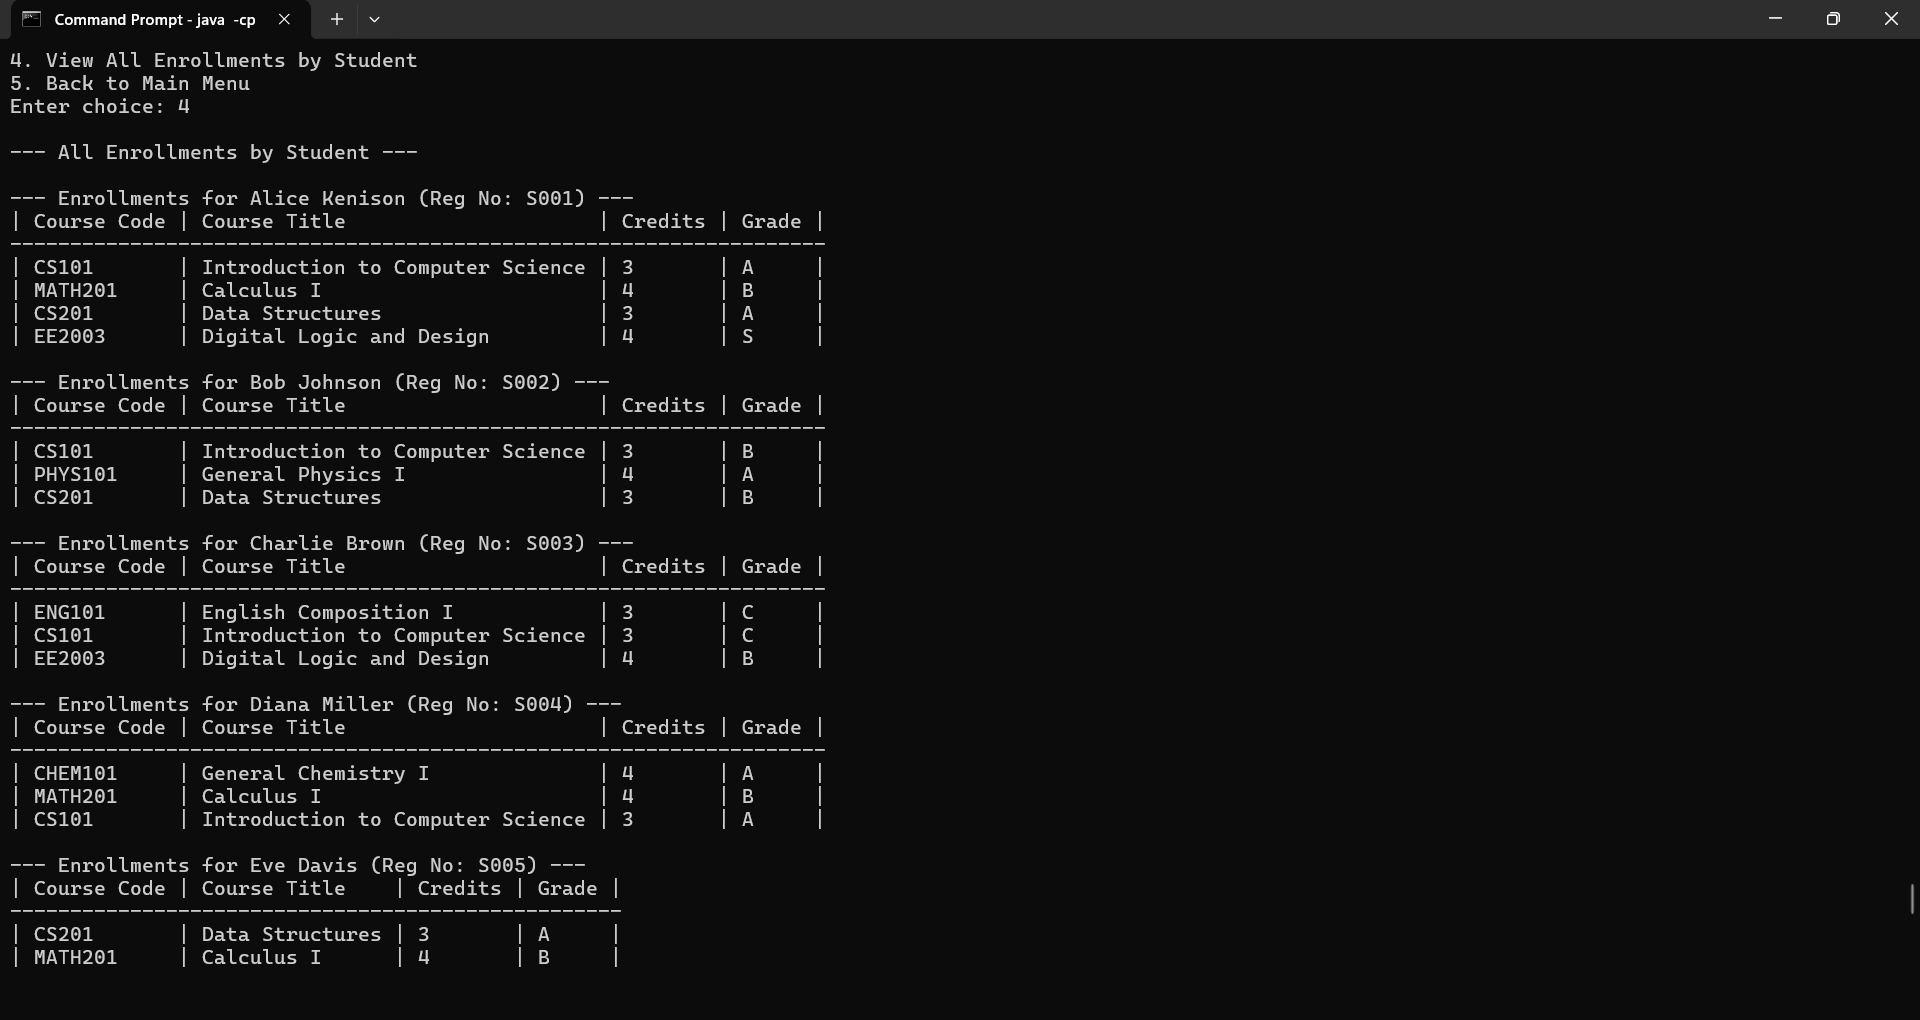 Command Prompt - java -cp
4. View All Enrollments by Student
5. Back to Main Menu
Enter choice: 4
--- All Enrollments by Student ---
--- Enrollments for Alice Kenison (Reg No: S001) ---
| Course Code | Course Title                     | Credits | Grade |
--------------------------------------------------------------------
| CS101       | Introduction to Computer Science | 3       | A     |
| MATH201     | Calculus I                       | 4       | B     |
| CS201       | Data Structures                  | 3       | A     |
| EE2003      | Digital Logic and Design         | 4       | S     |
--- Enrollments for Bob Johnson (Reg No: S002) ---
| Course Code | Course Title                     | Credits | Grade |
--------------------------------------------------------------------
| CS101       | Introduction to Computer Science | 3       | B     |
| PHYS101     | General Physics I                | 4       | A     |
| CS201       | Data Structures                  | 3       | B     |
--- Enrollments for Charlie Brown (Reg No: S003) ---
| Course Code | Course Title                     | Credits | Grade |
--------------------------------------------------------------------
| ENG101      | English Composition I            | 3       | C     |
| CS101       | Introduction to Computer Science | 3       | C     |
| EE2003      | Digital Logic and Design         | 4       | B     |
--- Enrollments for Diana Miller (Reg No: S004) ---
| Course Code | Course Title                     | Credits | Grade |
--------------------------------------------------------------------
| CHEM101     | General Chemistry I              | 4       | A     |
| MATH201     | Calculus I                       | 4       | B     |
| CS101       | Introduction to Computer Science | 3       | A     |
--- Enrollments for Eve Davis (Reg No: S005) ---
| Course Code | Course Title    | Credits | Grade |
---------------------------------------------------
| CS201       | Data Structures | 3       | A     |
| MATH201     | Calculus I      | 4       | B     |